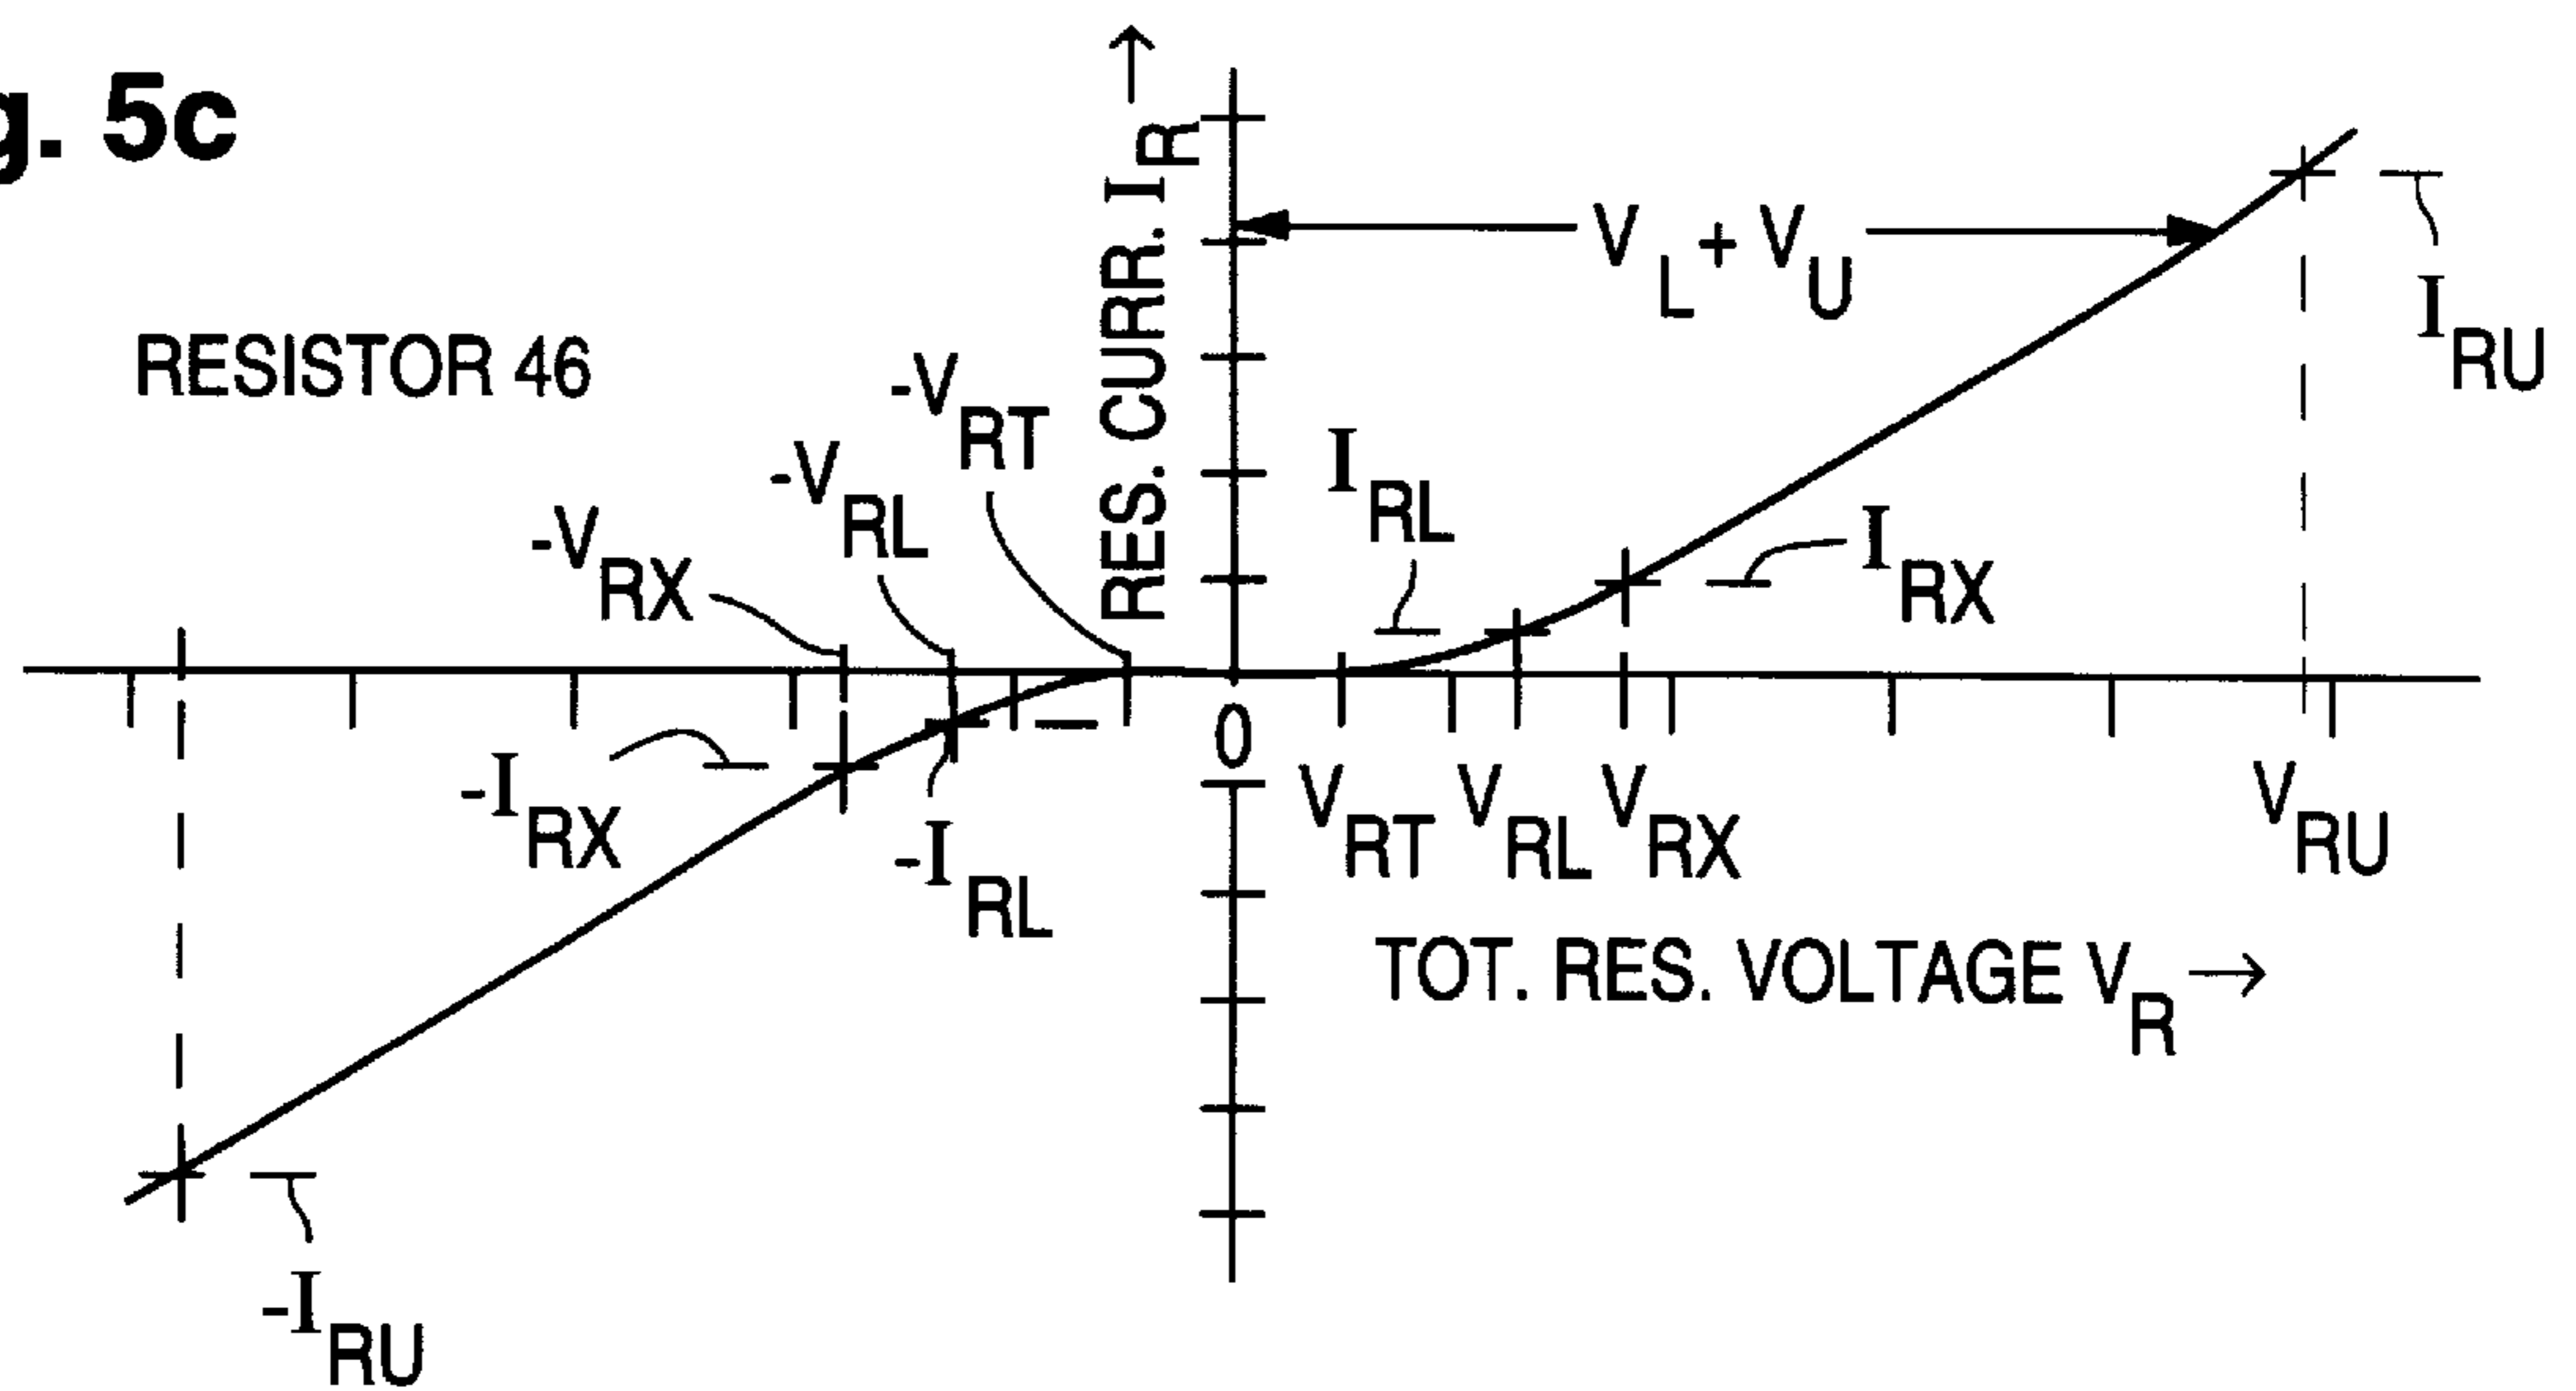 g. 5c
RESISTOR 46
RES. CURR. I_R →
V_L + V_U
I_RU
-V_RT
-V_RL
-V_RX
I_RL
I_RX
0
-I_RX
-I_RL
V_RT V_RL V_RX V_RU
TOT. RES. VOLTAGE V_R →
-I_RU